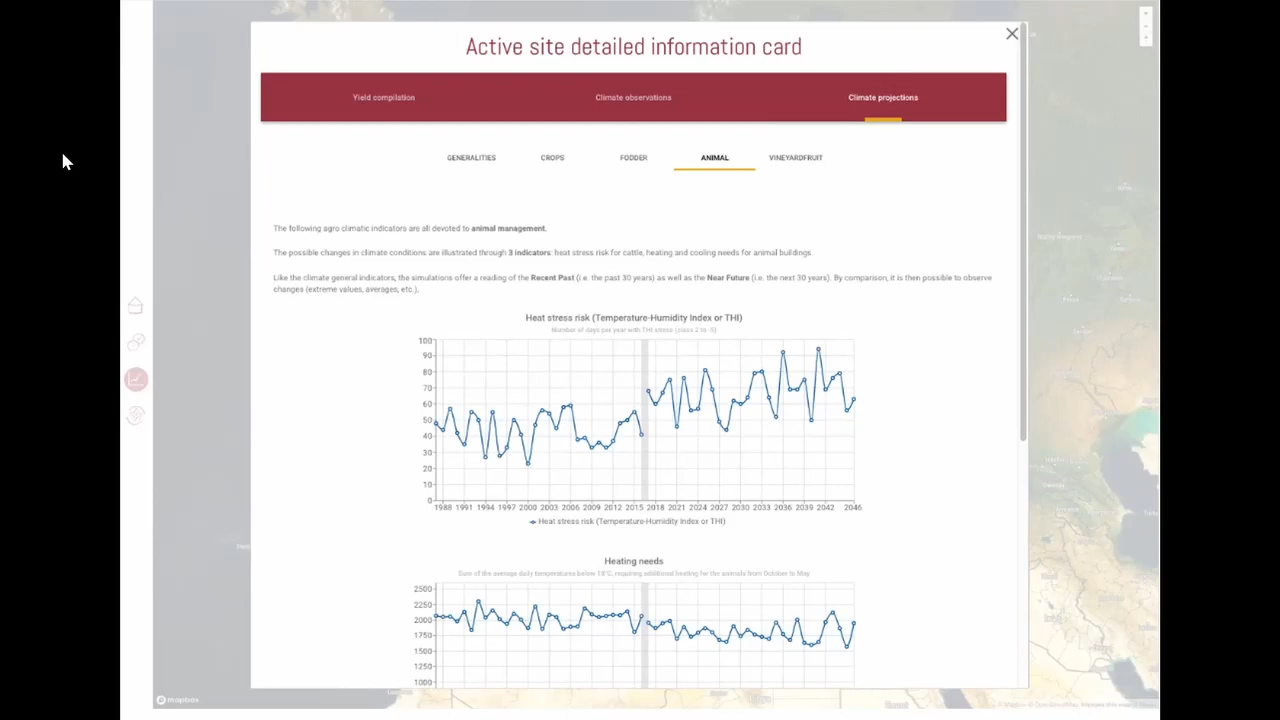 Active site detailed information card
Yield compilation
Climate observations
Climate projections
GENERALITIES
CROPS
FODDER
ANIMAL
VINEYARDFRUIT
The following agro climatic indicators are all devoted to animal management.
The possible changes in climate conditions are illustrated through 3 indicators: heat stress risk for cattle, heating and cooling needs for animal buildings.
Like the climate general indicators, the simulations offer a reading of the Recent Past (i.e. the past 30 years) as well as the Near Future (i.e. the next 30 years). By comparison, it is then possible to observe
changes (extreme values, averages, etc.).
Heat stress risk (Temperature-Humidity Index or THI)
Number of days per year with THI stress (class 2 to -5)
100
90
80
70
60
50
40
30
20
10
0
1988 1991 1994 1997 2000 2003 2006 2009 2012 2015 2018 2021 2024 2027 2030 2033 2036 2039 2042 2046
Heat stress risk (Temperature-Humidity Index or THI)
Heating needs
Sum of the average daily temperatures below 18°C, requiring additional heating for the animals from October to May
2500
2250
2000
1750
1500
1250
1000
mapbox